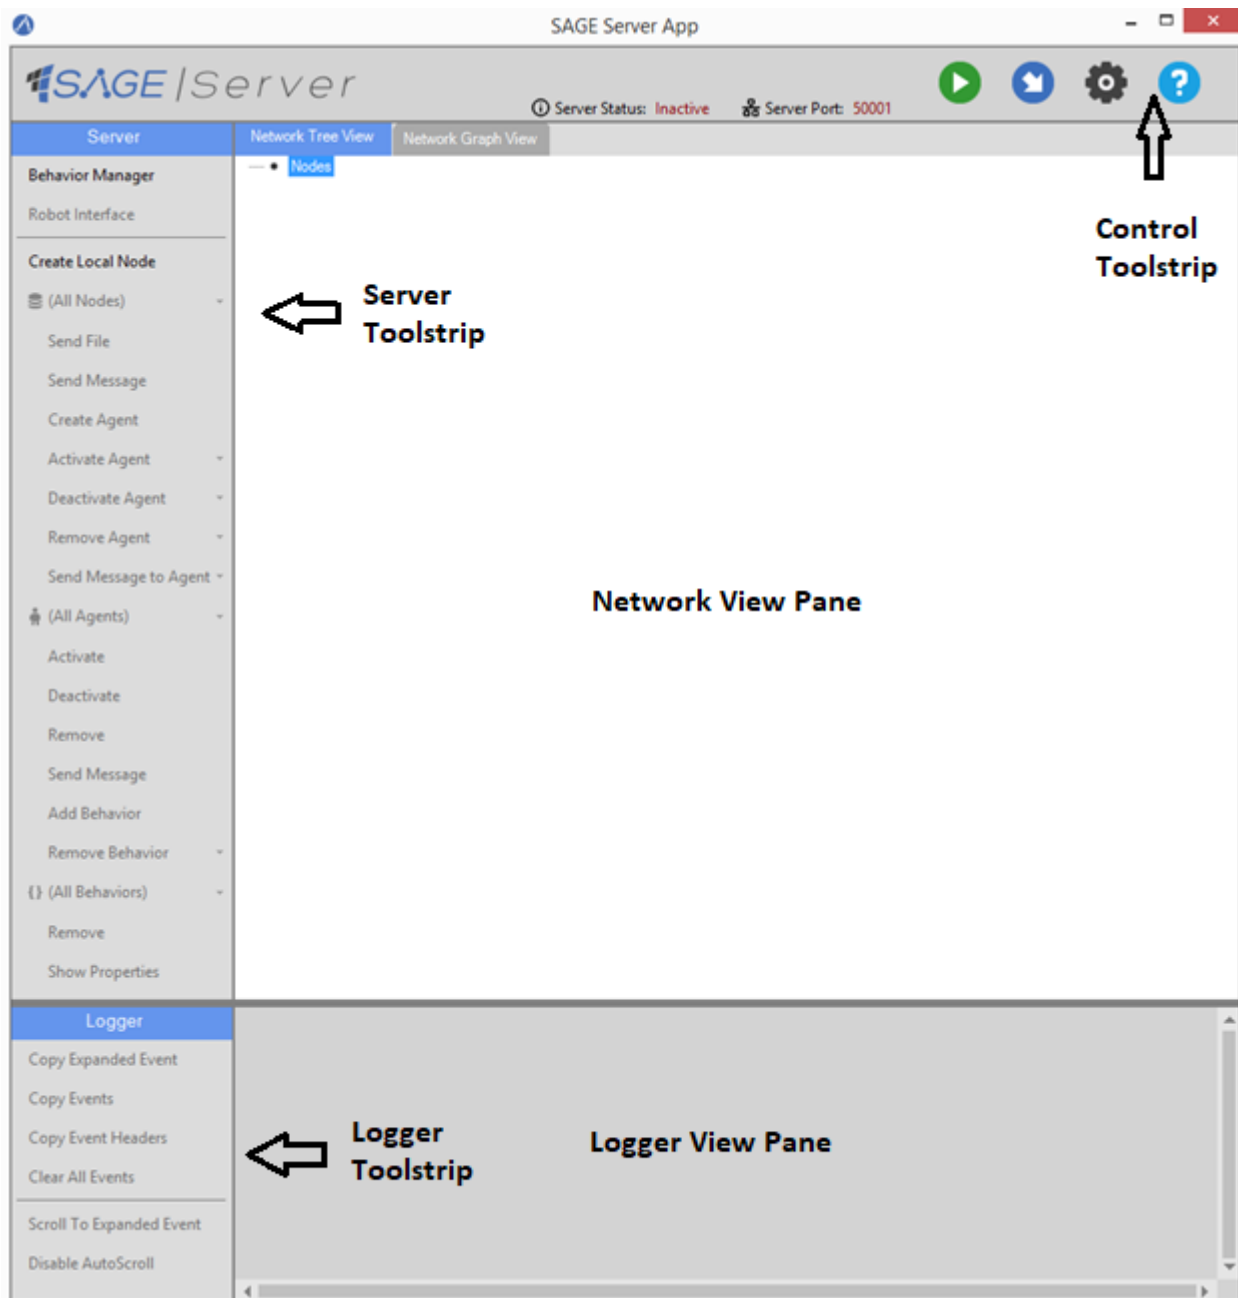 SAGE Server App
SAGE|Server
Server Status: Inactive Server Port: 50001
Server
Network Tree View Network Graph View
Nodes
Behavior Manager
Robot Interface
Create Local Node
(All Nodes)
Send File
Send Message
Create Agent
Activate Agent
Deactivate Agent
Remove Agent
Send Message to Agent
(All Agents)
Activate
Deactivate
Remove
Send Message
Add Behavior
Remove Behavior
{} (All Behaviors)
Remove
Show Properties
Control
Toolstrip
Server
Toolstrip
Network View Pane
Logger
Copy Expanded Event
Copy Events
Copy Event Headers
Clear All Events
Scroll To Expanded Event
Disable AutoScroll
Logger
Toolstrip
Logger View Pane